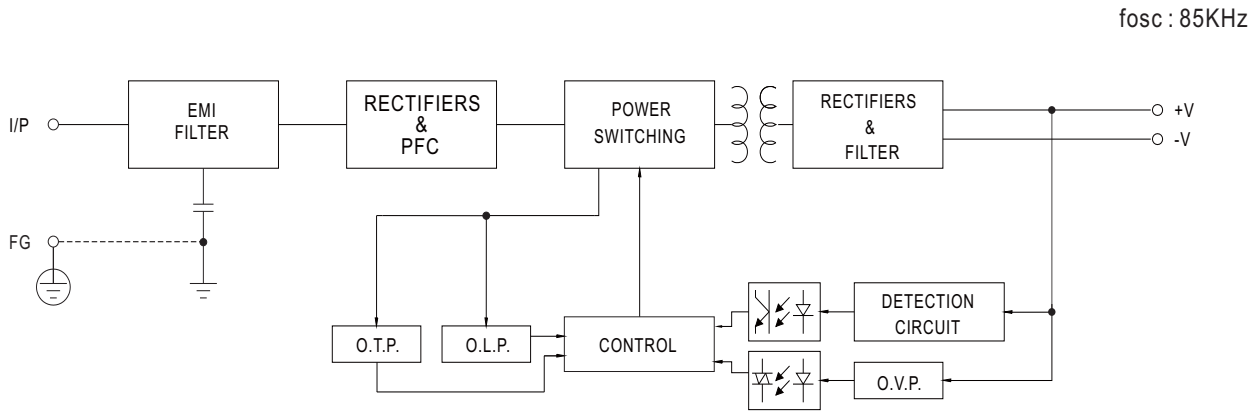 fosc : 85KHz
I/P
EMI
FILTER
RECTIFIERS
&
PFC
POWER
SWITCHING
RECTIFIERS
&
FILTER
+V
-V
FG
O.T.P.
O.L.P.
CONTROL
DETECTION
CIRCUIT
O.V.P.